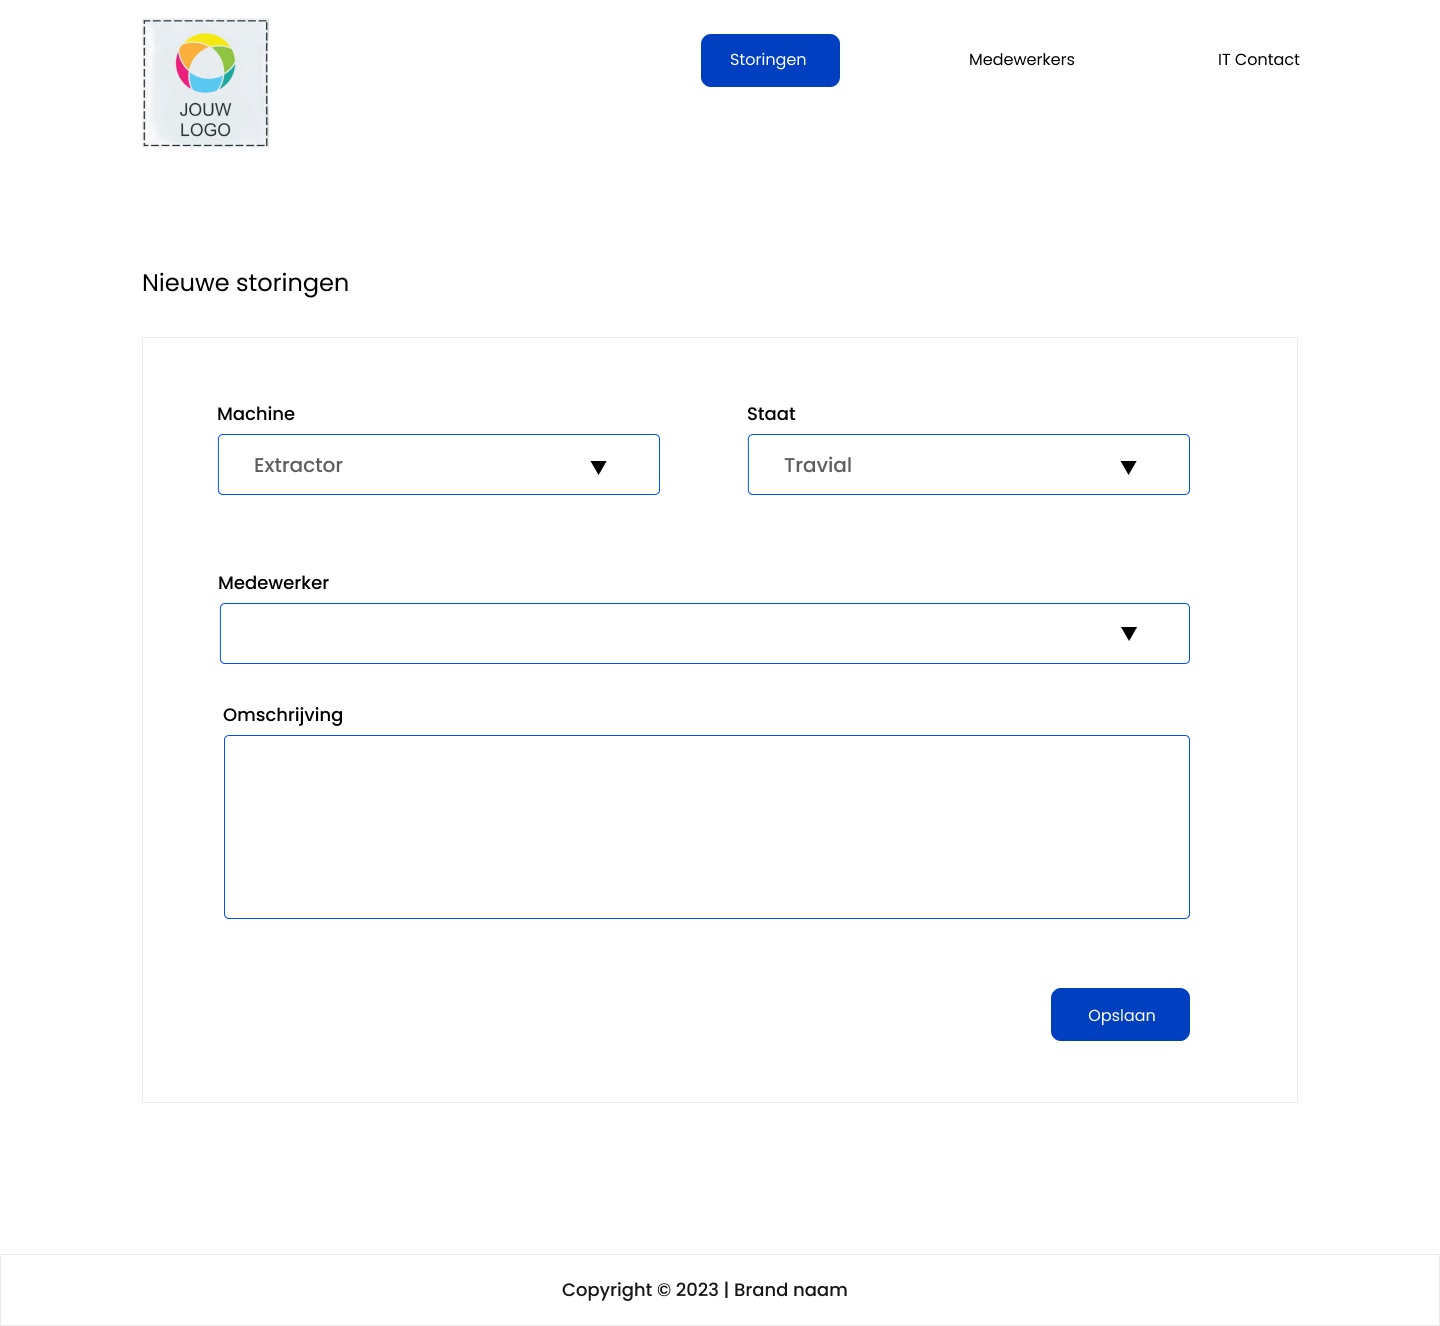 JOUW
LOGO
Storingen
Medewerkers
IT Contact
Nieuwe storingen
Machine
Staat
Extractor
Travial
Medewerker
Omschrijving
Opslaan
Copyright © 2023 | Brand naam